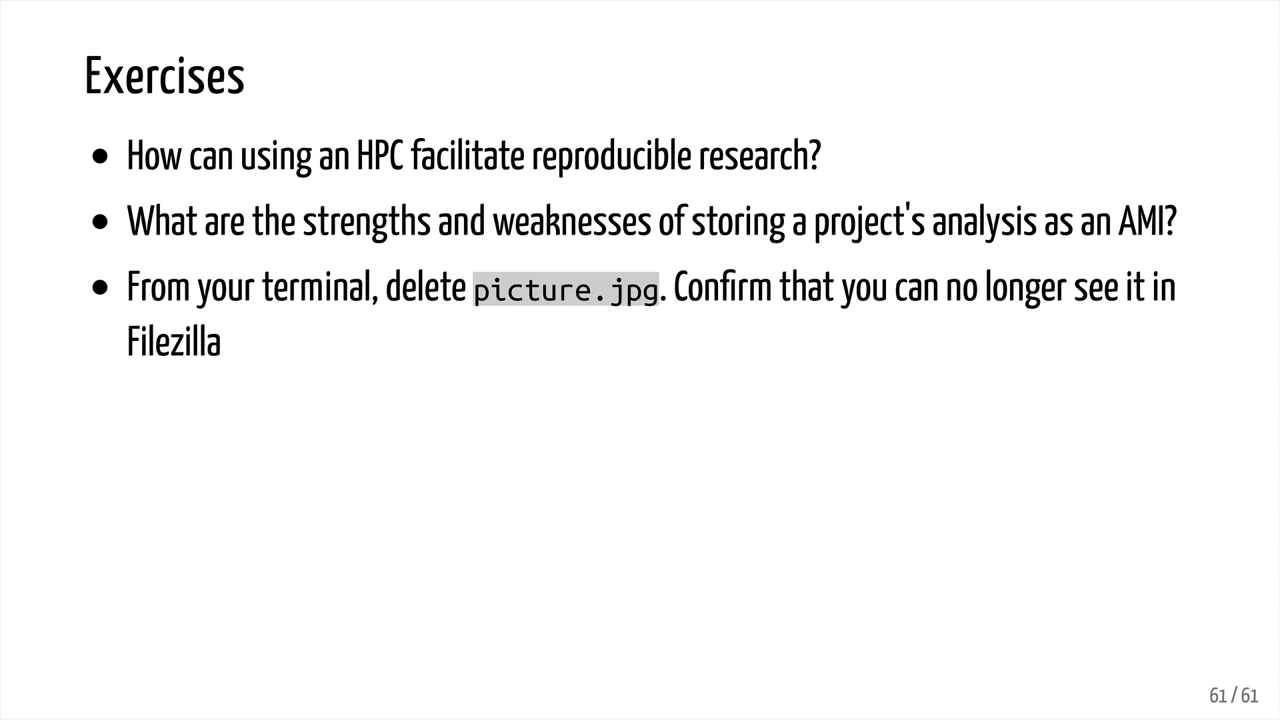 Exercises
• How can using an HPC facilitate reproducible research?
• What are the strengths and weaknesses of storing a project's analysis as an AMI?
• From your terminal, delete picture.jpg. Confirm that you can no longer see it in
Filezilla
61 / 61